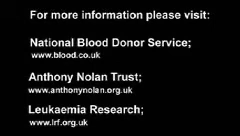 For more information please visit:
National Blood Donor Service;
www.blood.co.uk
Anthony Nolan Trust;
www.anthonynolan.org.uk
Leukaemia Research;
www.lrf.org.uk